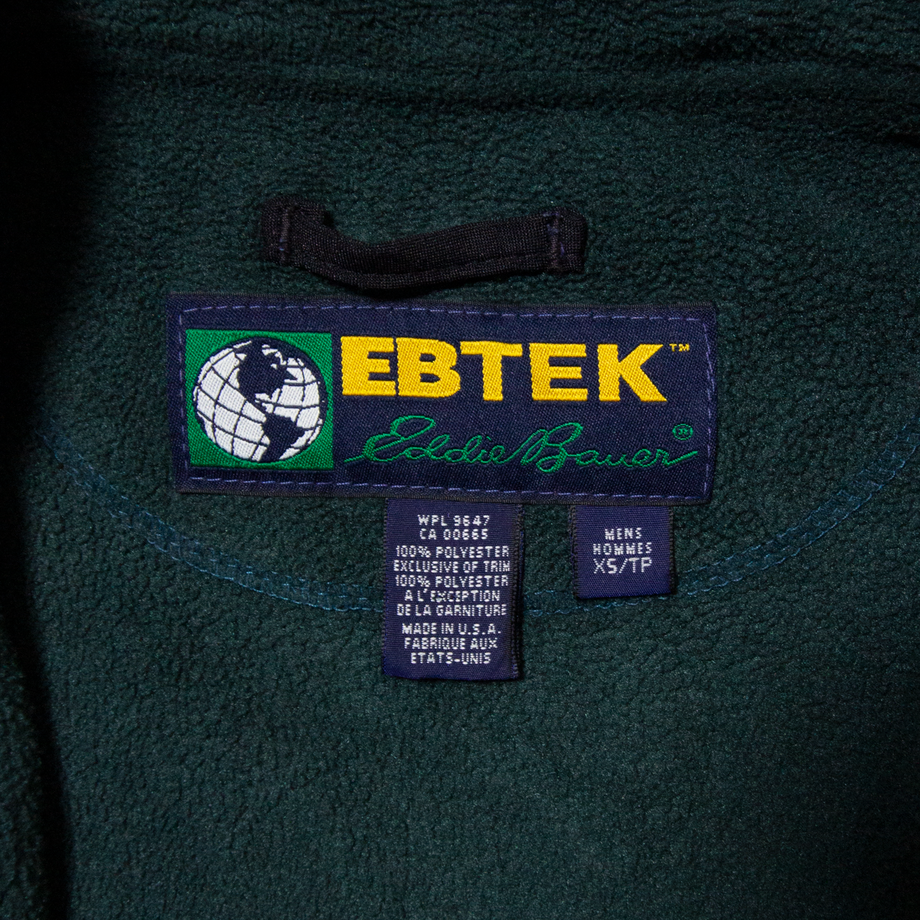 EBTEK™
Eddie Bauer®
WPL 9647
CA 00665
100% POLYESTER
EXCLUSIVE OF TRIM
100% POLYESTER
A L'EXCEPTION
DE LA GARNITURE
MADE IN U.S.A.
FABRIQUE AUX
ETATS-UNIS
MENS
HOMMES
XS/TP